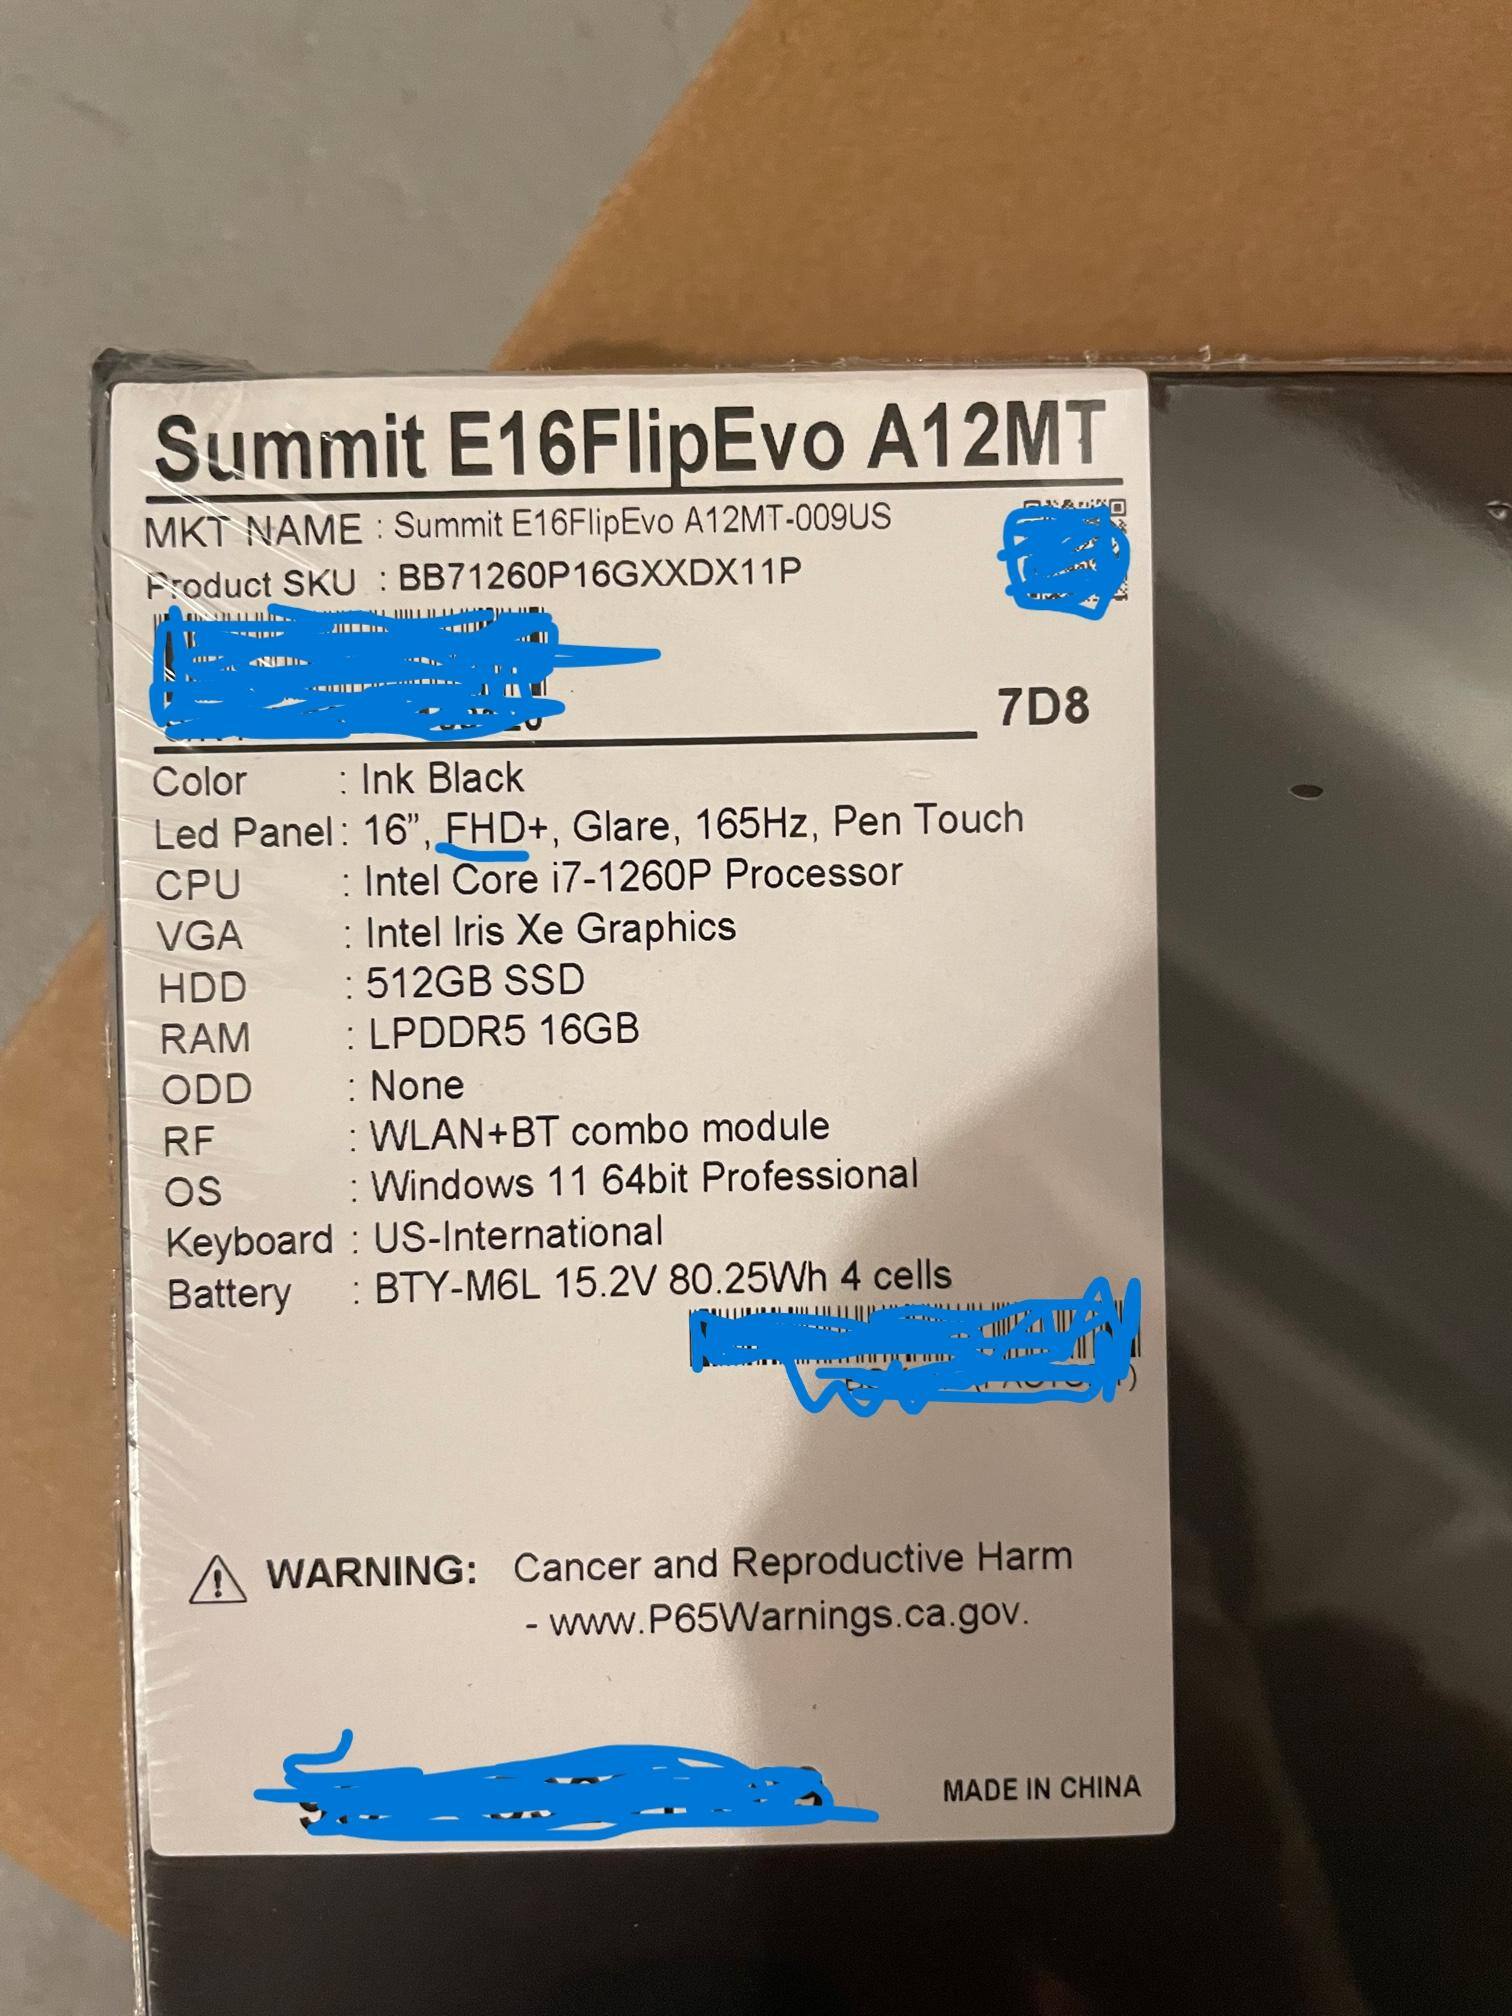 Summit E16FlipEvo A12MT
MKT NAME : Summit E16FlipEvo A12MT-009US
Product SKU : BB71260P16GXXDX11P
7D8
Color : Ink Black
Led Panel: 16”, FHD+, Glare, 165Hz, Pen Touch
CPU : Intel Core i7-1260P Processor
VGA : Intel Iris Xe Graphics
HDD : 512GB SSD
RAM : LPDDR5 16GB
ODD : None
RF : WLAN+BT combo module
OS : Windows 11 64bit Professional
Keyboard : US-International
Battery : BTY-M6L 15.2V 80.25Wh 4 cells
WARNING: Cancer and Reproductive Harm
- www.P65Warnings.ca.gov.
MADE IN CHINA